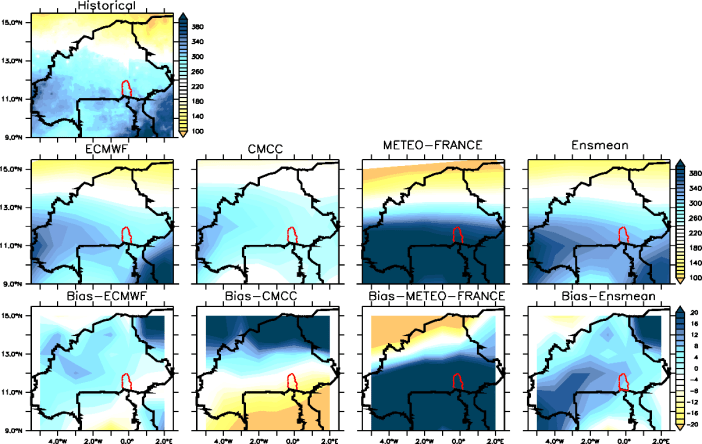 Historical
15.0°N
13.0°N
11.0°N
9.0°N
380
340
300
260
220
180
140
100
ECMWF
CMCC
METEO-FRANCE
Ensmean
15.0°N
13.0°N
11.0°N
9.0°N
380
340
300
260
220
180
140
100
Bias-ECMWF
Bias-CMCC
Bias-METEO-FRANCE
Bias-Ensmean
15.0°N
13.0°N
11.0°N
9.0°N
20
16
12
8
4
0
-4
-8
-12
-16
-20
4.0°W 2.0°W 0.0° 2.0°E
4.0°W 2.0°W 0.0° 2.0°E
4.0°W 2.0°W 0.0° 2.0°E
4.0°W 2.0°W 0.0° 2.0°E